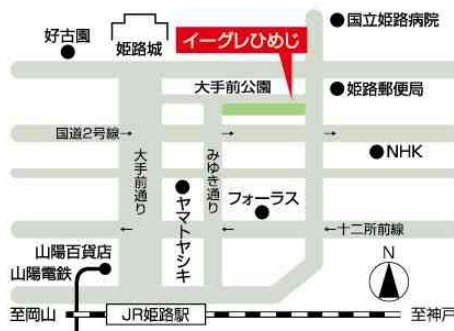 国立姫路病院
好古園
姫路城
イーグレひめじ
大手前公園
姫路郵便局
国道2号線→
→
→
NHK
大手前通り
みゆき通り
ヤマトヤシキ
フォーラス
←
←
←十二所前線
山陽百貨店
山陽電鉄
N
至岡山
JR姫路駅
至神戸